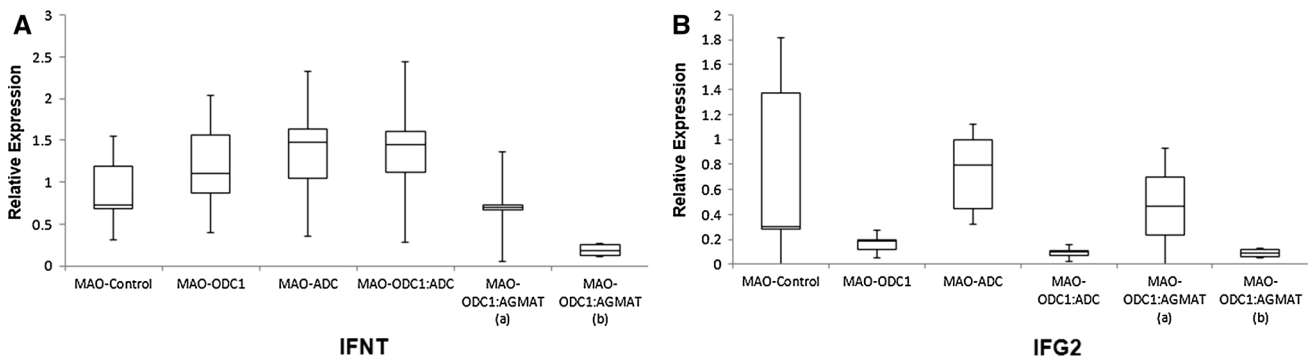 A
Relative Expression
3
2.5
2
1.5
1
0.5
0
MAO-Control
MAO-ODC1
MAO-ADC
MAO-ODC1:ADC
MAO-
ODC1:AGMAT
(a)
MAO-
ODC1:AGMAT
(b)
IFNT
B
Relative Expression
2
1.8
1.6
1.4
1.2
1
0.8
0.6
0.4
0.2
0
MAO-Control
MAO-ODC1
MAO-ADC
MAO-
ODC1:ADC
MAO-
ODC1:AGMAT
(a)
MAO-
ODC1:AGMAT
(b)
IFG2